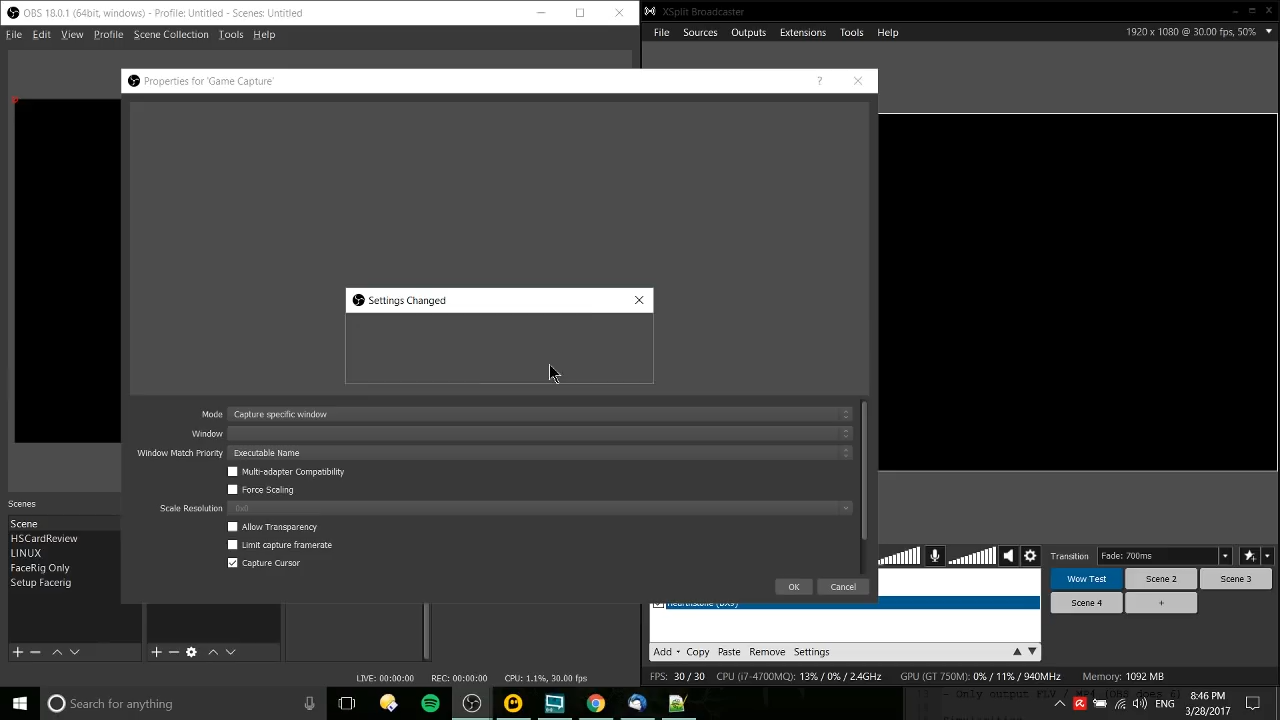 OBS 18.0.1 (64bit, windows) - Profile: Untitled - Scenes: Untitled
File Edit View Profile Scene Collection Tools Help
XSplit Broadcaster
File Sources Outputs Extensions Tools Help
1920 x 1080 @ 30.00 fps, 50%
Properties for 'Game Capture'
?
Settings Changed
Mode Capture specific window
Window
Window Match Priority Executable Name
Multi-adapter Compatibility
Force Scaling
Scale Resolution 0x0
Allow Transparency
Limit capture framerate
Capture Cursor
OK Cancel
Scenes
Scene
HSCardReview
LINUX
FaceRig Only
Setup Facerig
LIVE: 00:00:00 REC: 00:00:00 CPU: 1.1%, 30.00 fps
Transition Fade: 700ms
Wow Test Scene 2 Scene 3
Scene 4 +
Add Copy Paste Remove Settings
FPS: 30 / 30 CPU (i7-4700MQ): 13% / 0% / 2.4GHz GPU (GT 750M): 0% / 11% / 940MHz Memory: 1092 MB
Search for anything
ENG
8:46 PM
3/28/2017